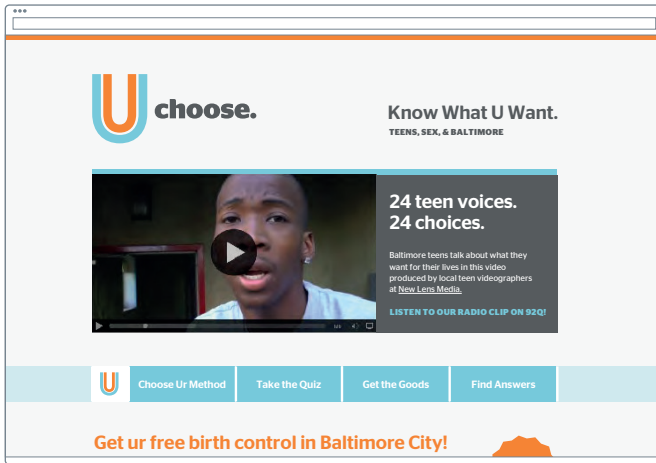 U choose.
Know What U Want.
TEENS, SEX, & BALTIMORE
24 teen voices.
24 choices.
Baltimore teens talk about what they
want for their lives in this video
produced by local teen videographers
at New Lens Media.
LISTEN TO OUR RADIO CLIP ON 92Q!
U
Choose Ur Method
Take the Quiz
Get the Goods
Find Answers
Get ur free birth control in Baltimore City!